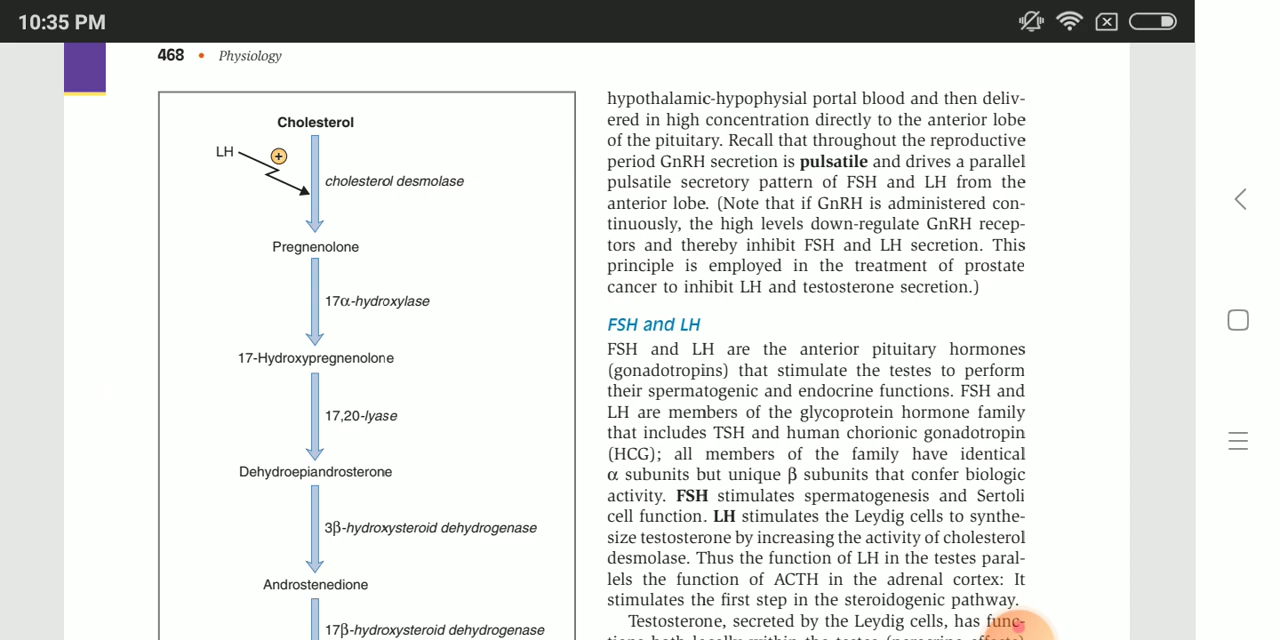 10:35 PM
468 • Physiology
Cholesterol
LH
+
cholesterol desmolase
Pregnenolone
17α-hydroxylase
17-Hydroxypregnenolone
17,20-lyase
Dehydroepiandrosterone
3β-hydroxysteroid dehydrogenase
Androstenedione
17β-hydroxysteroid dehydrogenase
hypothalamic-hypophysial portal blood and then deliv-
ered in high concentration directly to the anterior lobe
of the pituitary. Recall that throughout the reproductive
period GnRH secretion is pulsatile and drives a parallel
pulsatile secretory pattern of FSH and LH from the
anterior lobe. (Note that if GnRH is administered con-
tinuously, the high levels down-regulate GnRH recep-
tors and thereby inhibit FSH and LH secretion. This
principle is employed in the treatment of prostate
cancer to inhibit LH and testosterone secretion.)
FSH and LH
FSH and LH are the anterior pituitary hormones
(gonadotropins) that stimulate the testes to perform
their spermatogenic and endocrine functions. FSH and
LH are members of the glycoprotein hormone family
that includes TSH and human chorionic gonadotropin
(HCG); all members of the family have identical
α subunits but unique β subunits that confer biologic
activity. FSH stimulates spermatogenesis and Sertoli
cell function. LH stimulates the Leydig cells to synthe-
size testosterone by increasing the activity of cholesterol
desmolase. Thus the function of LH in the testes paral-
lels the function of ACTH in the adrenal cortex: It
stimulates the first step in the steroidogenic pathway.
Testosterone, secreted by the Leydig cells, has func-